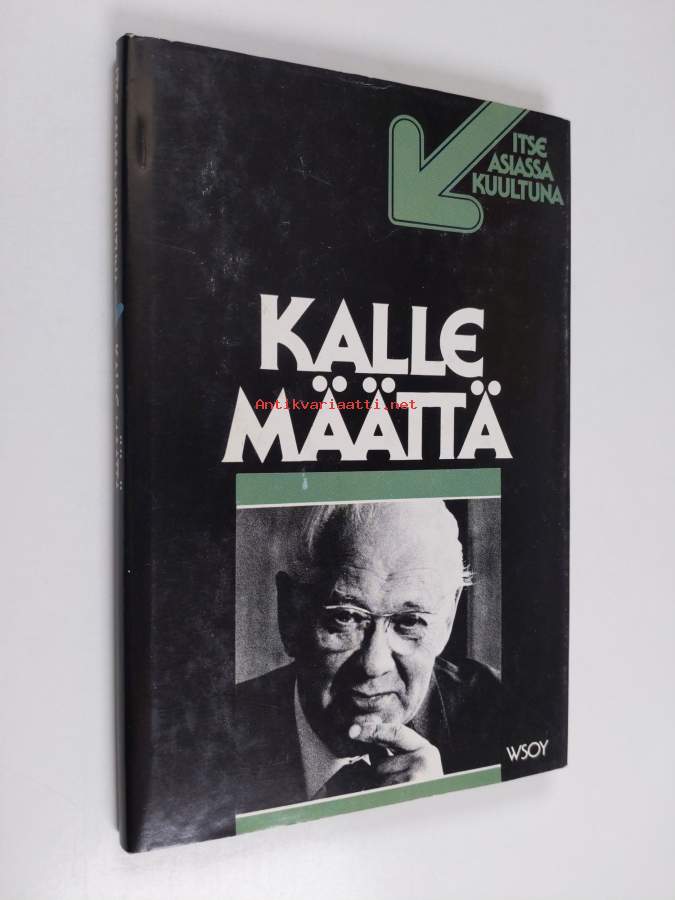 ITSE
ASIASSA
KUULTUNA
KALLE
MÄÄTTÄ
Antikvariaatti.net
WSOY